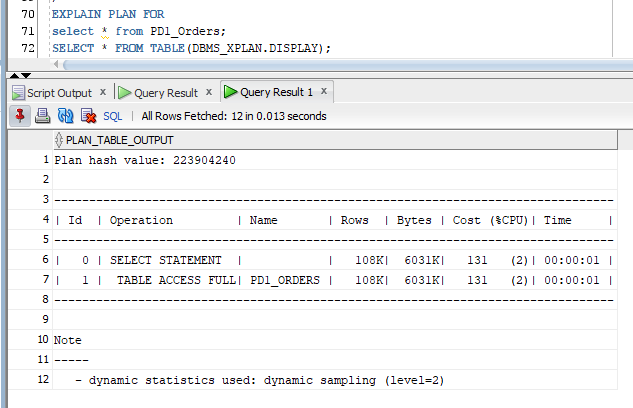 70 EXPLAIN PLAN FOR
71 select * from PD1_Orders;
72 SELECT * FROM TABLE(DBMS_XPLAN.DISPLAY);
Script Output x Query Result x Query Result 1 x
SQL | All Rows Fetched: 12 in 0.013 seconds
PLAN_TABLE_OUTPUT
1 Plan hash value: 223904240
2
3 --------------------------------------------------------------------------------
4 | Id | Operation | Name | Rows | Bytes | Cost (%CPU)| Time |
5 --------------------------------------------------------------------------------
6 | 0 | SELECT STATEMENT | | 108K| 6031K| 131 (2)| 00:00:01 |
7 | 1 | TABLE ACCESS FULL| PD1_ORDERS | 108K| 6031K| 131 (2)| 00:00:01 |
8 --------------------------------------------------------------------------------
9
10 Note
11 -----
12 - dynamic statistics used: dynamic sampling (level=2)